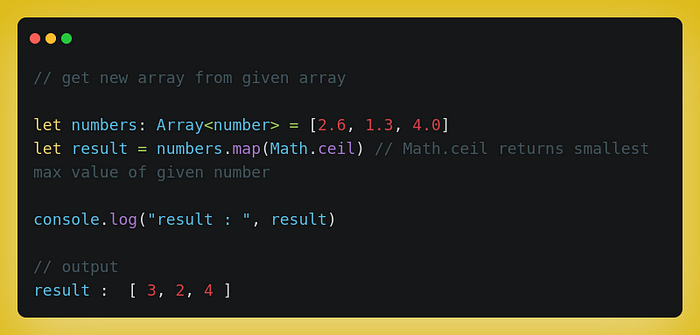 // get new array from given array
let numbers: Array<number> = [2.6, 1.3, 4.0]
let result = numbers.map(Math.ceil) // Math.ceil returns smallest
max value of given number
console.log("result : ", result)
// output
result :  [ 3, 2, 4 ]